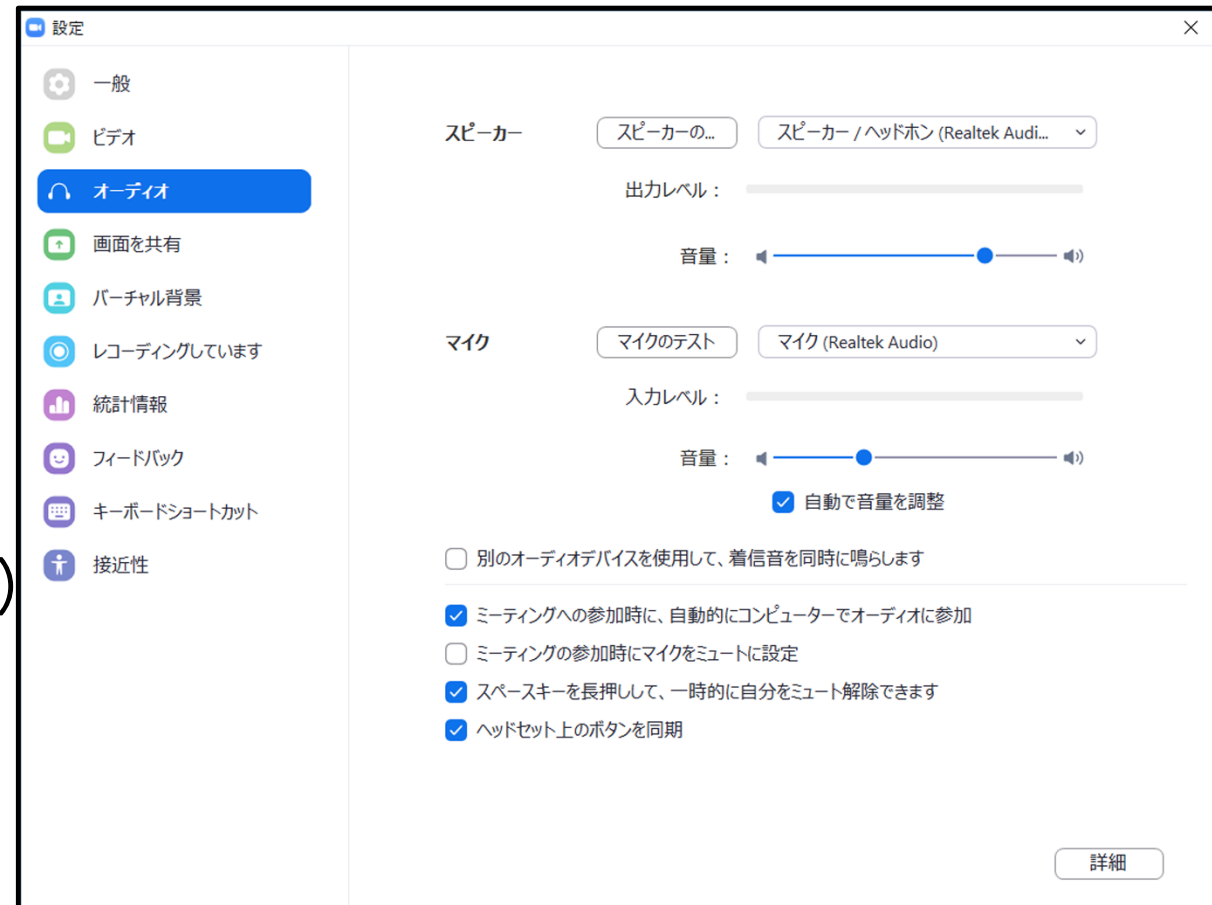 設定
一般
ビデオ
オーディオ
画面を共有
バーチャル背景
レコーディングしています
統計情報
フィードバック
キーボードショートカット
接近性
)
スピーカー スピーカーの... スピーカー / ヘッドホン (Realtek Audi...
出力レベル：
音量：
マイク マイクのテスト マイク (Realtek Audio)
入力レベル：
音量：
自動で音量を調整
別のオーディオデバイスを使用して、着信音を同時に鳴らします
ミーティングへの参加時に、自動的にコンピューターでオーディオに参加
ミーティングの参加時にマイクをミュートに設定
スペースキーを長押しして、一時的に自分をミュート解除できます
ヘッドセット上のボタンを同期
詳細